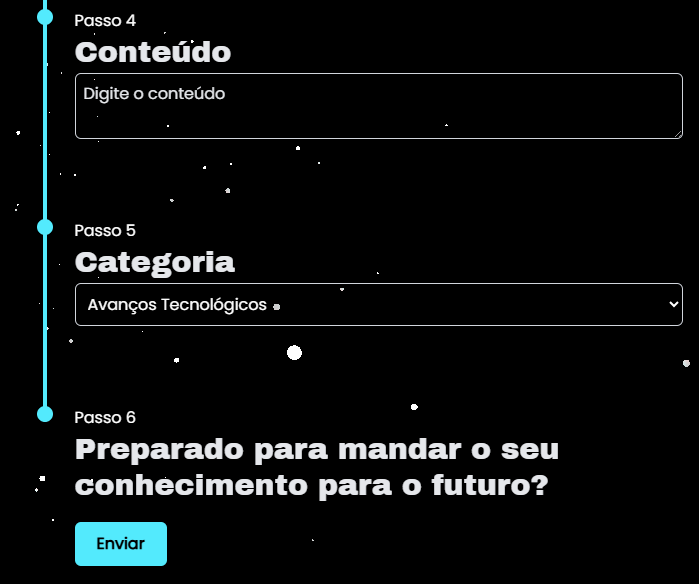 Passo 4
Conteúdo
Digite o conteúdo
Passo 5
Categoria
Avanços Tecnológicos
Passo 6
Preparado para mandar o seu
conhecimento para o futuro?
Enviar